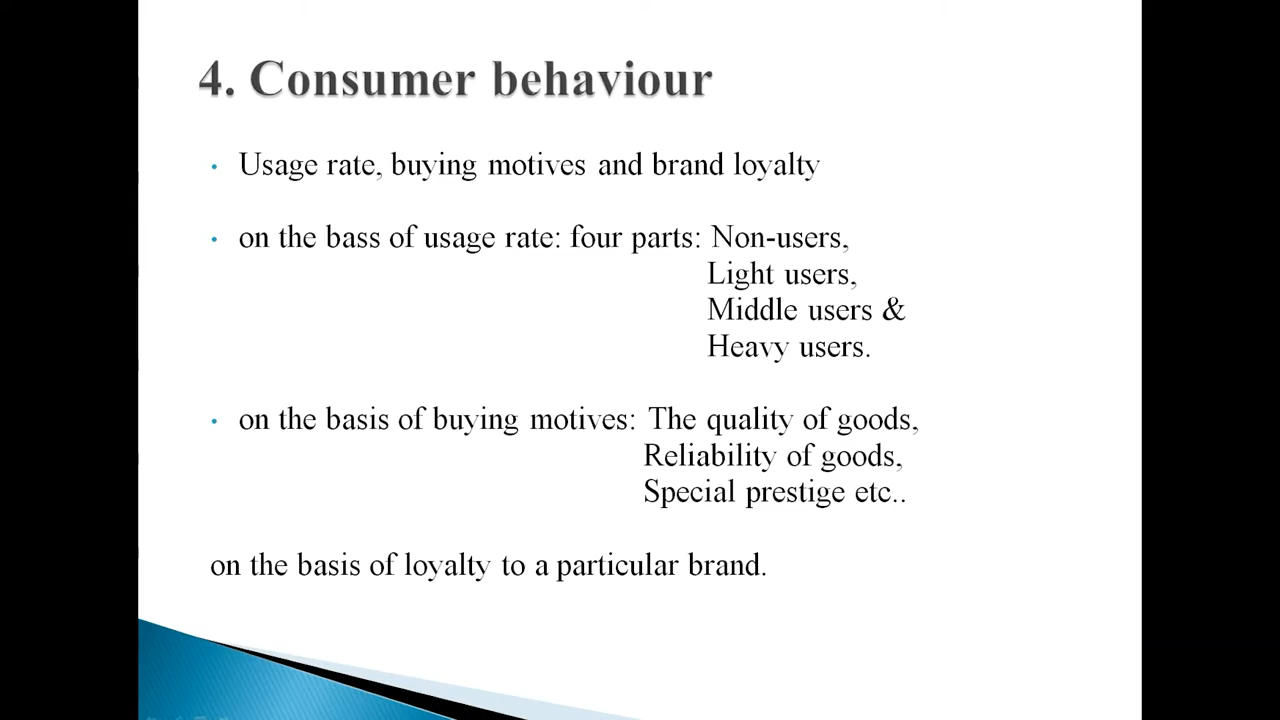 4. Consumer behaviour
• Usage rate, buying motives and brand loyalty
• on the bass of usage rate: four parts: Non-users,
Light users,
Middle users &
Heavy users.
• on the basis of buying motives: The quality of goods,
Reliability of goods,
Special prestige etc..
on the basis of loyalty to a particular brand.